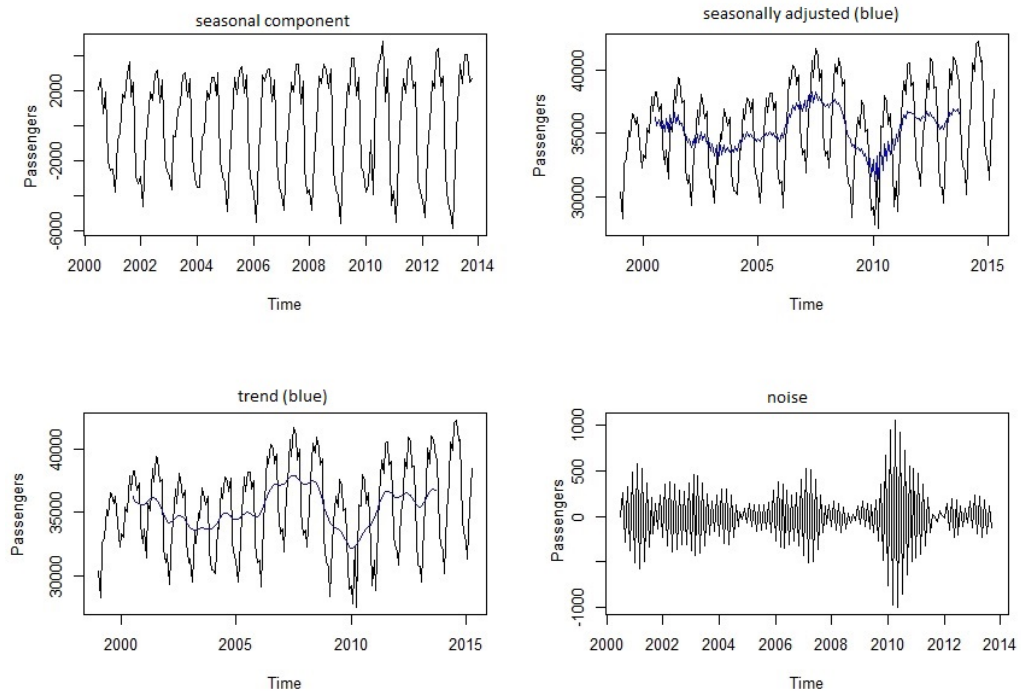 seasonal component
Passengers
2000
-2000
-6000
2000 2002 2004 2006 2008 2010 2012 2014
Time
seasonally adjusted (blue)
Passengers
40000
35000
30000
2000 2005 2010 2015
Time
trend (blue)
Passengers
40000
35000
30000
2000 2005 2010 2015
Time
noise
Passengers
1000
500
0
-1000
2000 2002 2004 2006 2008 2010 2012 2014
Time